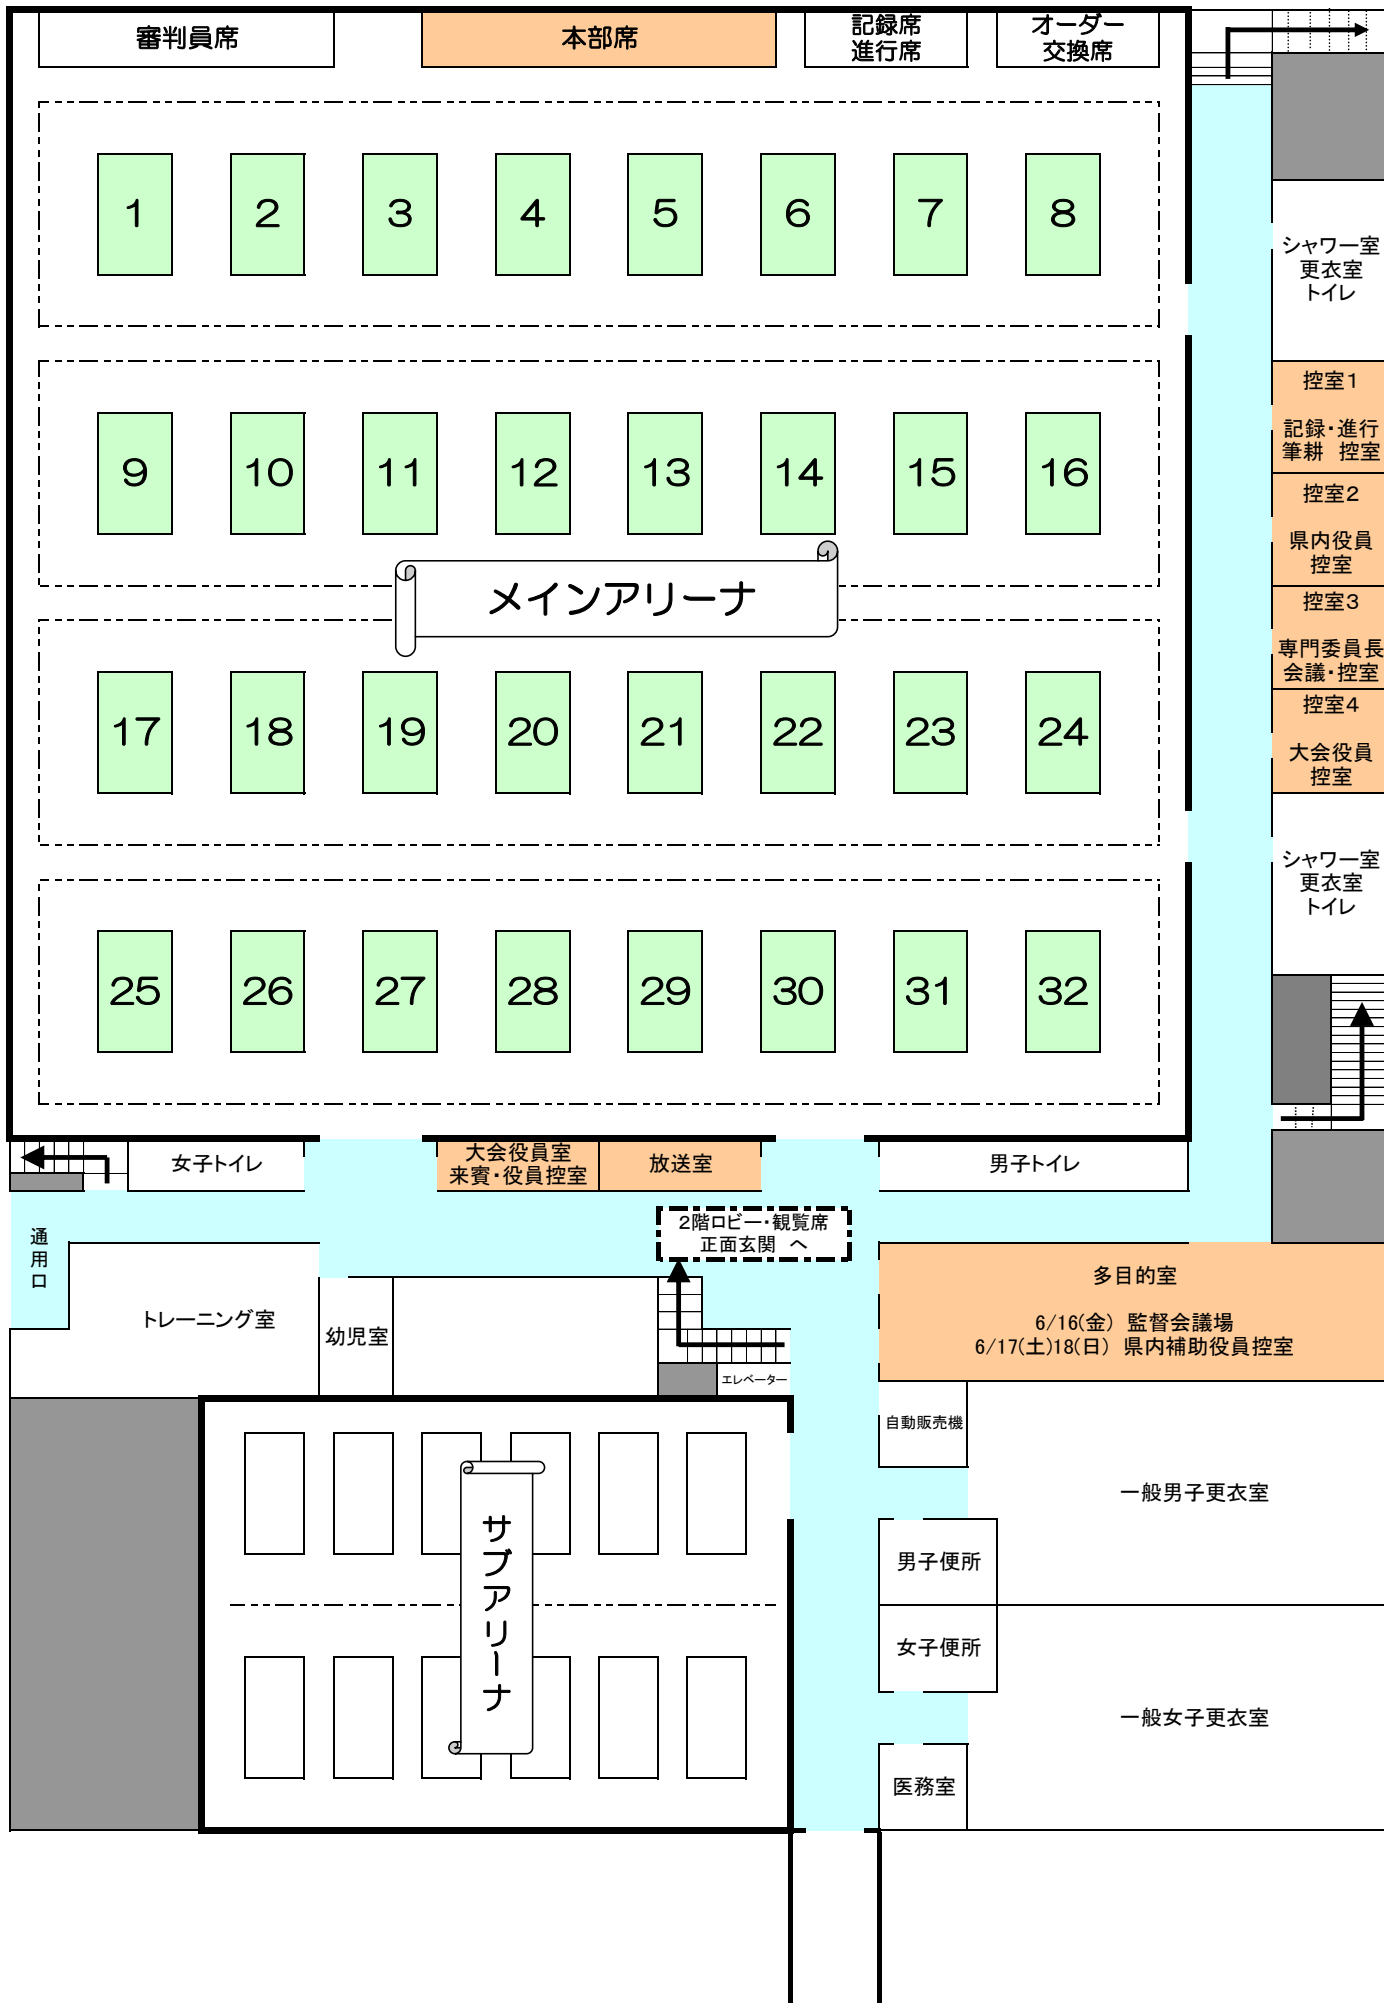 審判員席
本部席
記録席
進行席
オーダー
交換席
1
2
3
4
5
6
7
8
シャワー室
更衣室
トイレ
控室1
記録・進行
筆耕 控室
9
10
11
12
13
14
15
16
控室2
県内役員
控室
メインアリーナ
控室3
専門委員長
会議・控室
17
18
19
20
21
22
23
24
控室4
大会役員
控室
シャワー室
更衣室
トイレ
25
26
27
28
29
30
31
32
女子トイレ
大会役員室
来賓・役員控室
放送室
男子トイレ
2階ロビー・観覧席
正面玄関 へ
通用口
トレーニング室
幼児室
エレベーター
多目的室
6/16(金) 監督会議場
6/17(土)18(日) 県内補助役員控室
自動販売機
一般男子更衣室
サブアリーナ
男子便所
女子便所
一般女子更衣室
医務室